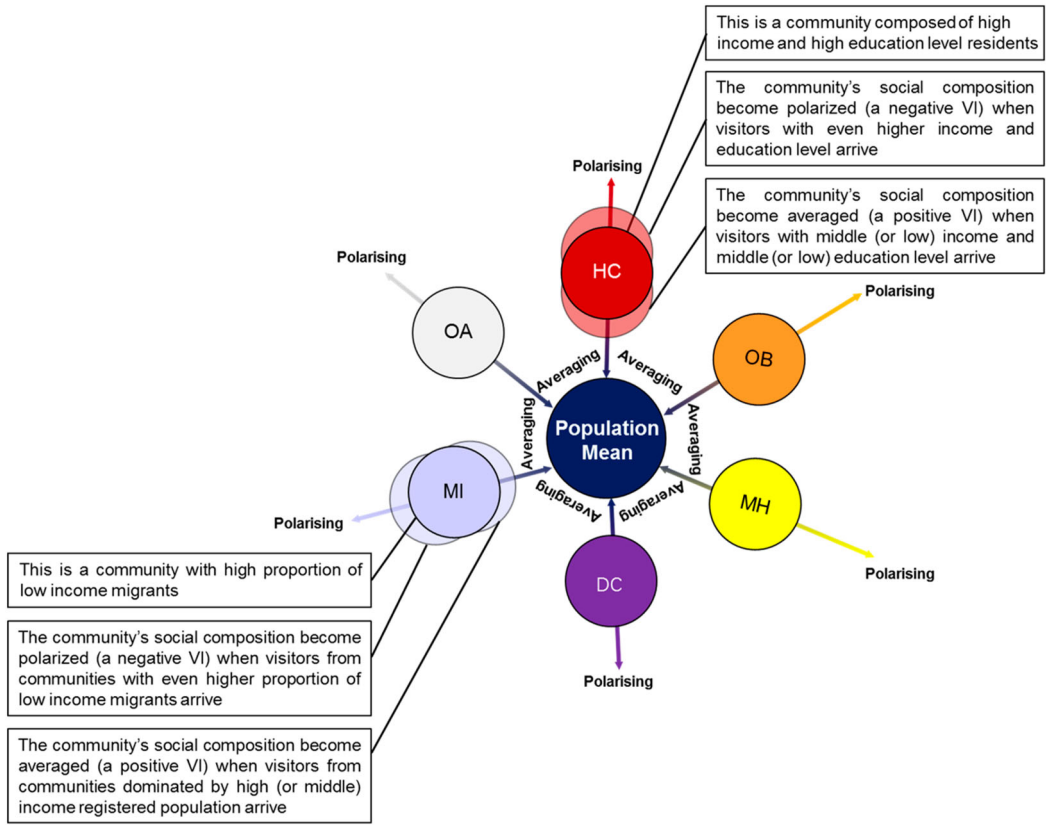 This is a community composed of high
income and high education level residents
The community's social composition
become polarized (a negative VI) when
visitors with even higher income and
education level arrive
The community's social composition
become averaged (a positive VI) when
visitors with middle (or low) income and
middle (or low) education level arrive
Polarising
HC
Polarising
OA
Polarising
OB
Averaging
Averaging
Averaging
Averaging
Population
Mean
MI
Averaging
Averaging
MH
Polarising
Polarising
DC
Polarising
This is a community with high proportion of
low income migrants
The community's social composition become
polarized (a negative VI) when visitors from
communities with even higher proportion of
low income migrants arrive
The community's social composition become
averaged (a positive VI) when visitors from
communities dominated by high (or middle)
income registered population arrive